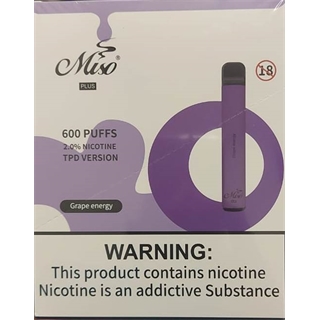 Miso
PLUS
18
600 PUFFS
2.0% NICOTINE
TPD VERSION
Grape energy
WARNING:
This product contains nicotine
Nicotine is an addictive Substance